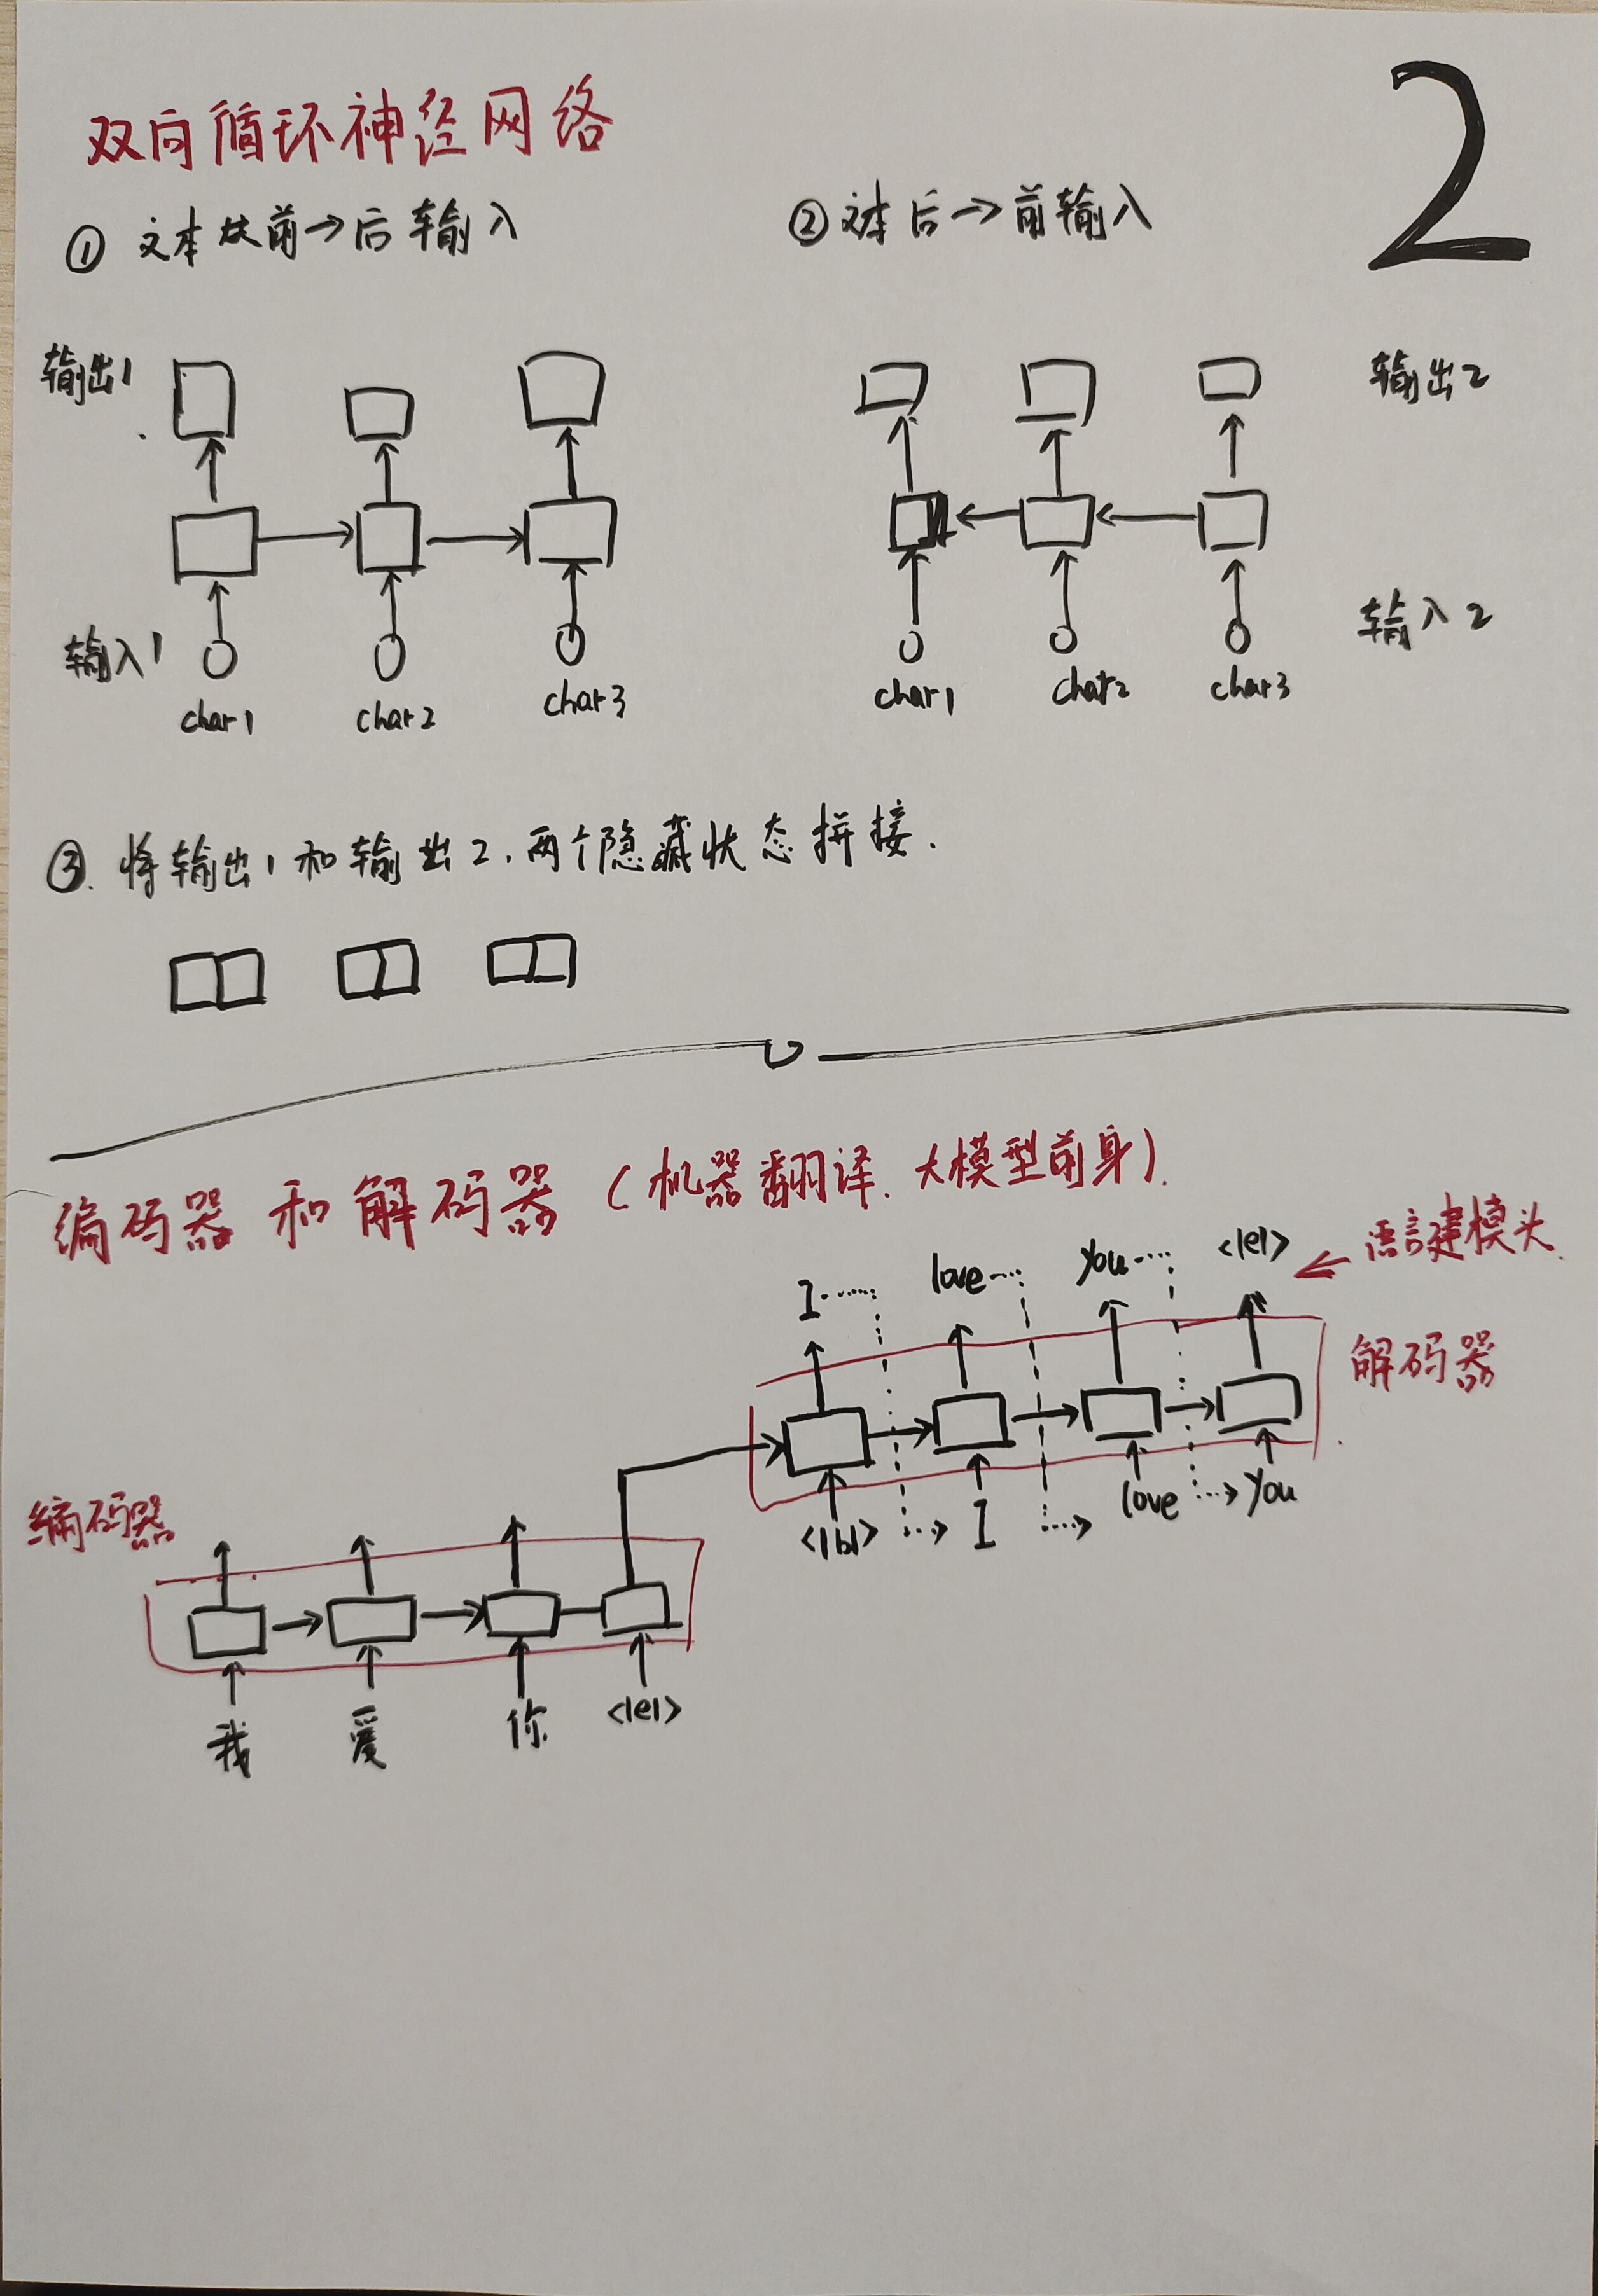 2
双向循环神经网络
① 文本从前→后输入
② 文本后→前输入
输出1
输出2
输入1
输入2
char1 char2 char3
char1 char2 char3
③. 将输出1和输出2,两个隐藏状态拼接.
编码器和解码器(机器翻译、大模型前身).
语言建模头
I love you <|e|>
解码器
<|b|> I love you
编码器
我 爱 你 <|e|>